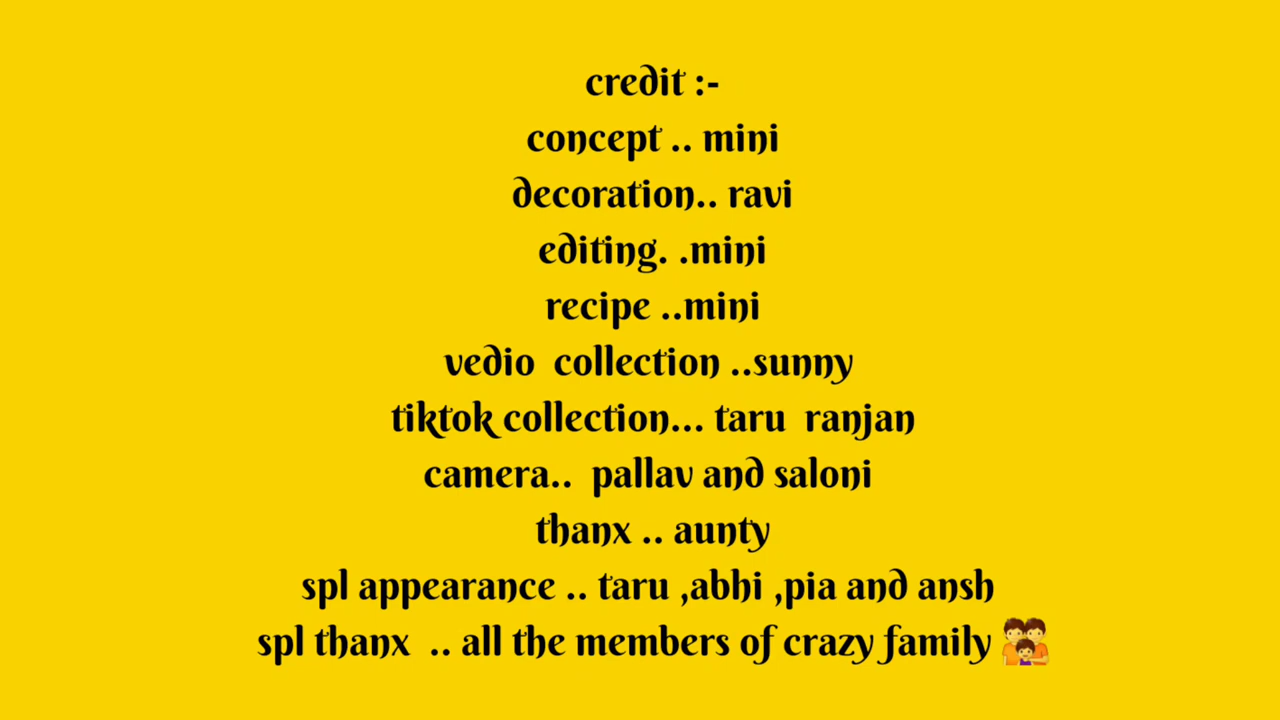 credit :-
concept .. mini
decoration.. ravi
editing. .mini
recipe ..mini
vedio  collection ..sunny
tiktok collection... taru  ranjan
camera..  pallav and saloni
thanx .. aunty
spl appearance .. taru ,abhi ,pia and ansh
spl thanx  .. all the members of crazy family 👨‍👩‍👦